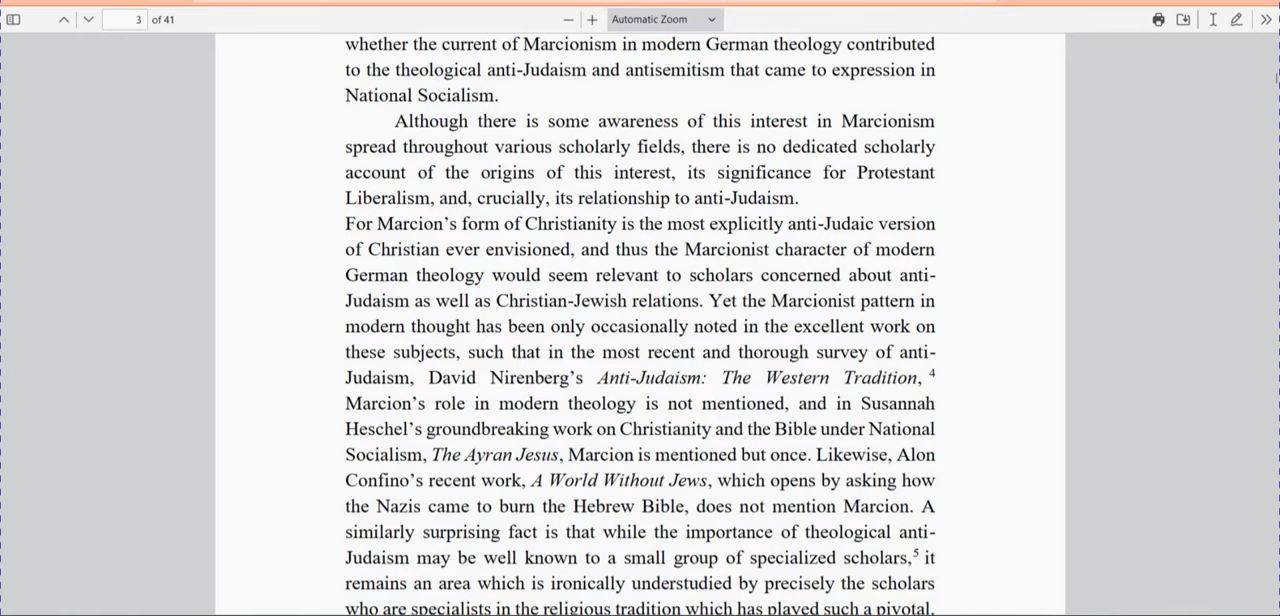 3 of 41
Automatic Zoom
whether the current of Marcionism in modern German theology contributed
to the theological anti-Judaism and antisemitism that came to expression in
National Socialism.
Although there is some awareness of this interest in Marcionism
spread throughout various scholarly fields, there is no dedicated scholarly
account of the origins of this interest, its significance for Protestant
Liberalism, and, crucially, its relationship to anti-Judaism.
For Marcion’s form of Christianity is the most explicitly anti-Judaic version
of Christian ever envisioned, and thus the Marcionist character of modern
German theology would seem relevant to scholars concerned about anti-
Judaism as well as Christian-Jewish relations. Yet the Marcionist pattern in
modern thought has been only occasionally noted in the excellent work on
these subjects, such that in the most recent and thorough survey of anti-
Judaism, David Nirenberg’s Anti-Judaism: The Western Tradition, 4
Marcion’s role in modern theology is not mentioned, and in Susannah
Heschel’s groundbreaking work on Christianity and the Bible under National
Socialism, The Ayran Jesus, Marcion is mentioned but once. Likewise, Alon
Confino’s recent work, A World Without Jews, which opens by asking how
the Nazis came to burn the Hebrew Bible, does not mention Marcion. A
similarly surprising fact is that while the importance of theological anti-
Judaism may be well known to a small group of specialized scholars,5 it
remains an area which is ironically understudied by precisely the scholars
who are specialists in the religious tradition which has played such a pivotal,